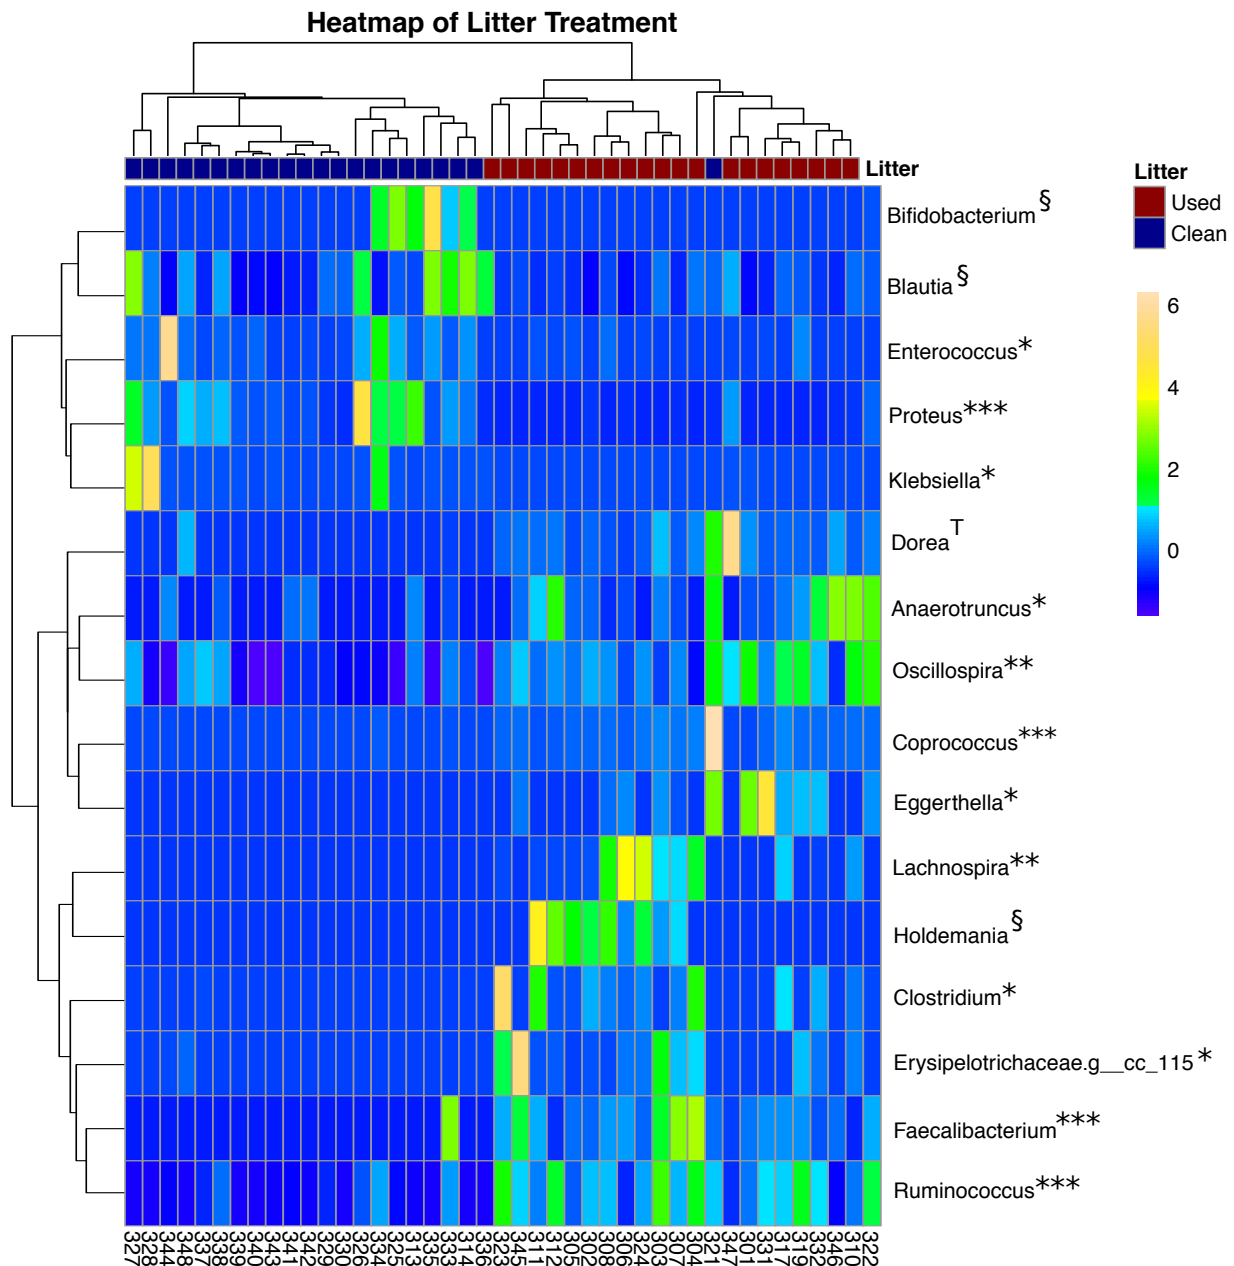 Heatmap of Litter Treatment
Litter
Litter
Used
Clean
6
4
2
0
Bifidobacterium§
Blautia§
Enterococcus*
Proteus***
Klebsiella*
DoreaT
Anaerotruncus*
Oscillospira**
Coprococcus***
Eggerthella*
Lachnospira**
Holdemania§
Clostridium*
Erysipelotrichaceae.g__cc_115*
Faecalibacterium***
Ruminococcus***
327
328
344
348
337
338
339
340
343
341
342
329
330
326
334
325
313
335
333
314
336
323
345
311
312
305
302
308
306
324
303
307
304
321
347
301
331
317
319
332
346
310
322